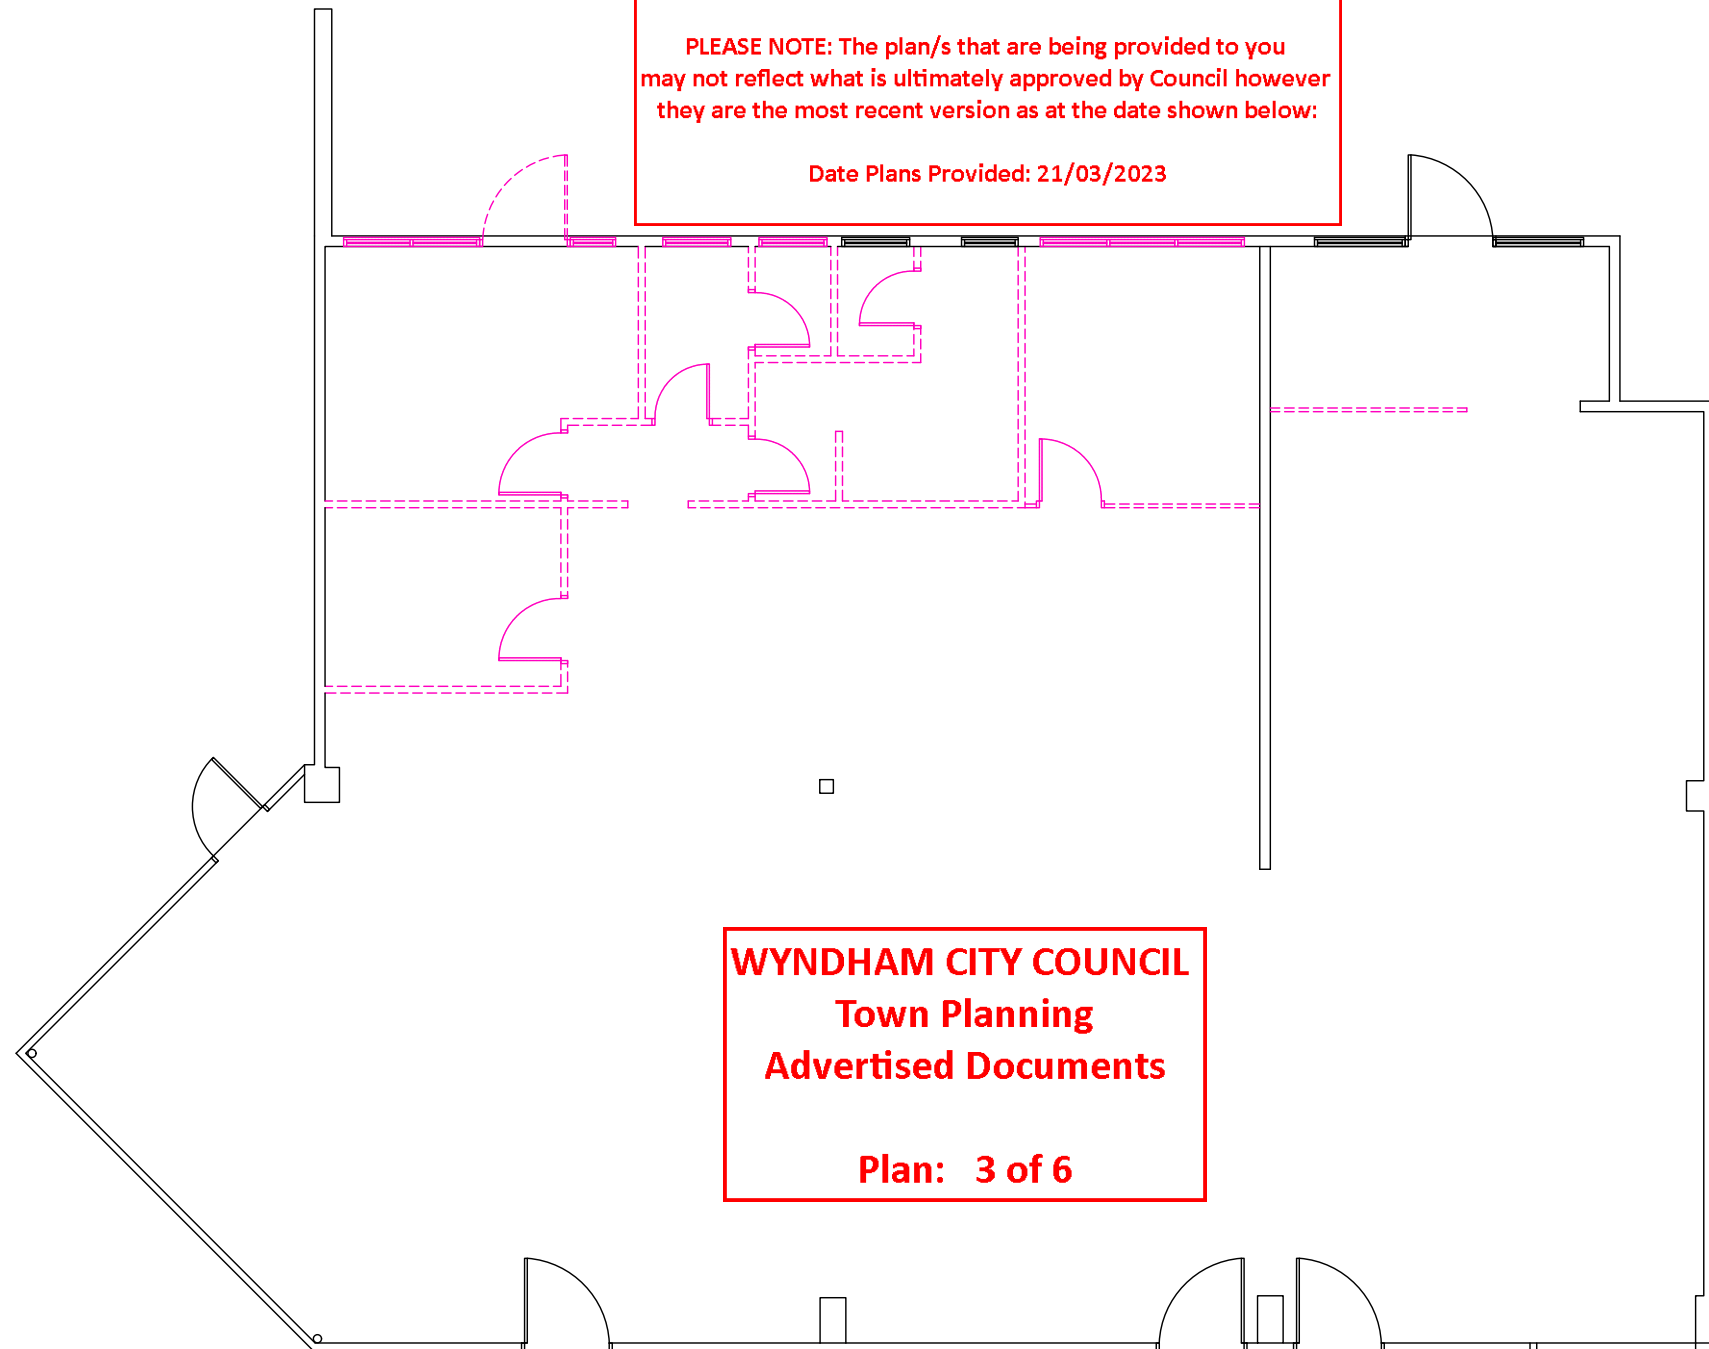 PLEASE NOTE: The plan/s that are being provided to you
may not reflect what is ultimately approved by Council however
they are the most recent version as at the date shown below:
Date Plans Provided: 21/03/2023
WYNDHAM CITY COUNCIL
Town Planning
Advertised Documents
Plan: 3 of 6